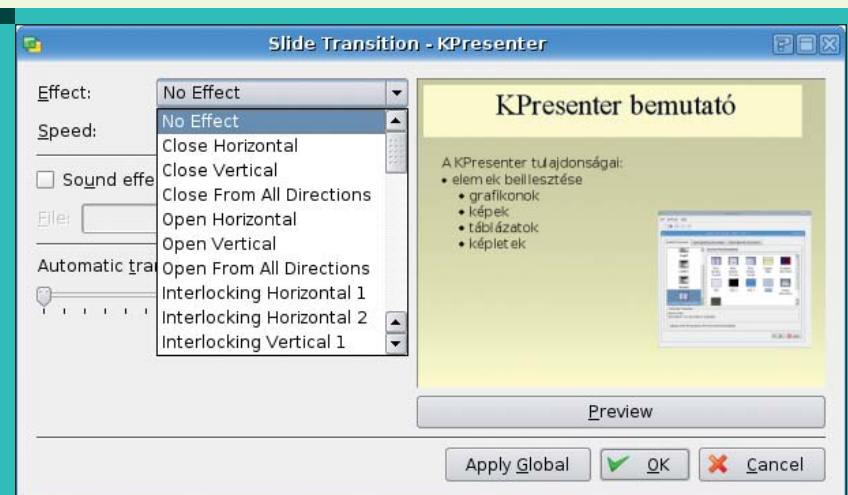 Slide Transition - KPresenter
Effect:
No Effect
Speed:
No Effect
Close Horizontal
Close Vertical
Close From All Directions
Open Horizontal
Open Vertical
Open From All Directions
Interlocking Horizontal 1
Interlocking Horizontal 2
Interlocking Vertical 1
Sound effe
File:
Automatic tra
KPresenter bemutató
A KPresenter tulajdonságai:
• elemek beillesztése
• grafikonok
• képek
• táblázatok
• képletek
Preview
Apply Global
OK
Cancel